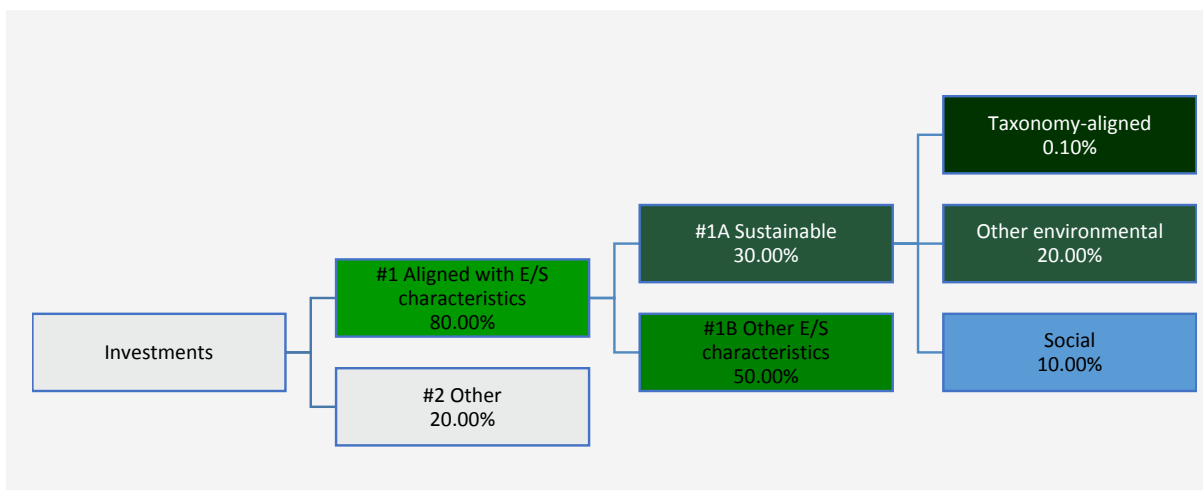 Investments
#1 Aligned with E/S
characteristics
80.00%
#2 Other
20.00%
#1A Sustainable
30.00%
#1B Other E/S
characteristics
50.00%
Taxonomy-aligned
0.10%
Other environmental
20.00%
Social
10.00%